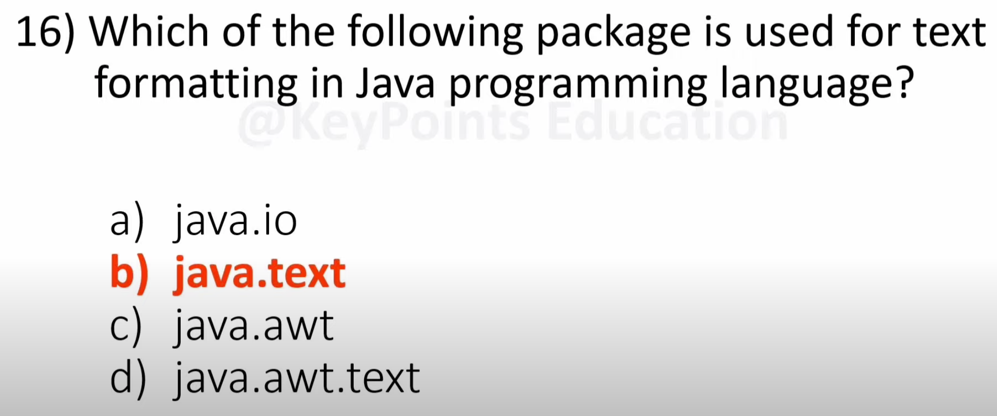 16) Which of the following package is used for text
formatting in Java programming language?
@KeyPoints Education
a) java.io
b) java.text
c) java.awt
d) java.awt.text